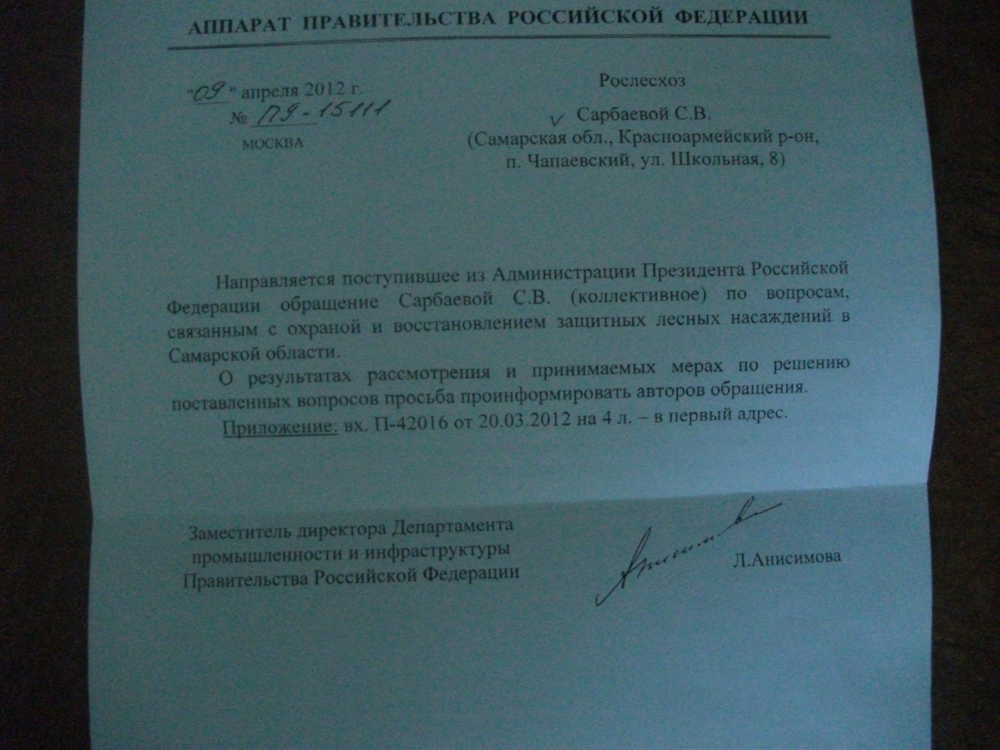 АППАРАТ ПРАВИТЕЛЬСТВА РОССИЙСКОЙ ФЕДЕРАЦИИ
"09" апреля 2012 г.
№ П9-15111
МОСКВА
Рослесхоз
√ Сарбаевой С.В.
(Самарская обл., Красноармейский р-он,
п. Чапаевский, ул. Школьная, 8)
Направляется поступившее из Администрации Президента Российской
Федерации обращение Сарбаевой С.В. (коллективное) по вопросам,
связанным с охраной и восстановлением защитных лесных насаждений в
Самарской области.
О результатах рассмотрения и принимаемых мерах по решению
поставленных вопросов просьба проинформировать авторов обращения.
Приложение: вх. П-42016 от 20.03.2012 на 4 л. – в первый адрес.
Заместитель директора Департамента
промышленности и инфраструктуры
Правительства Российской Федерации
Л.Анисимова